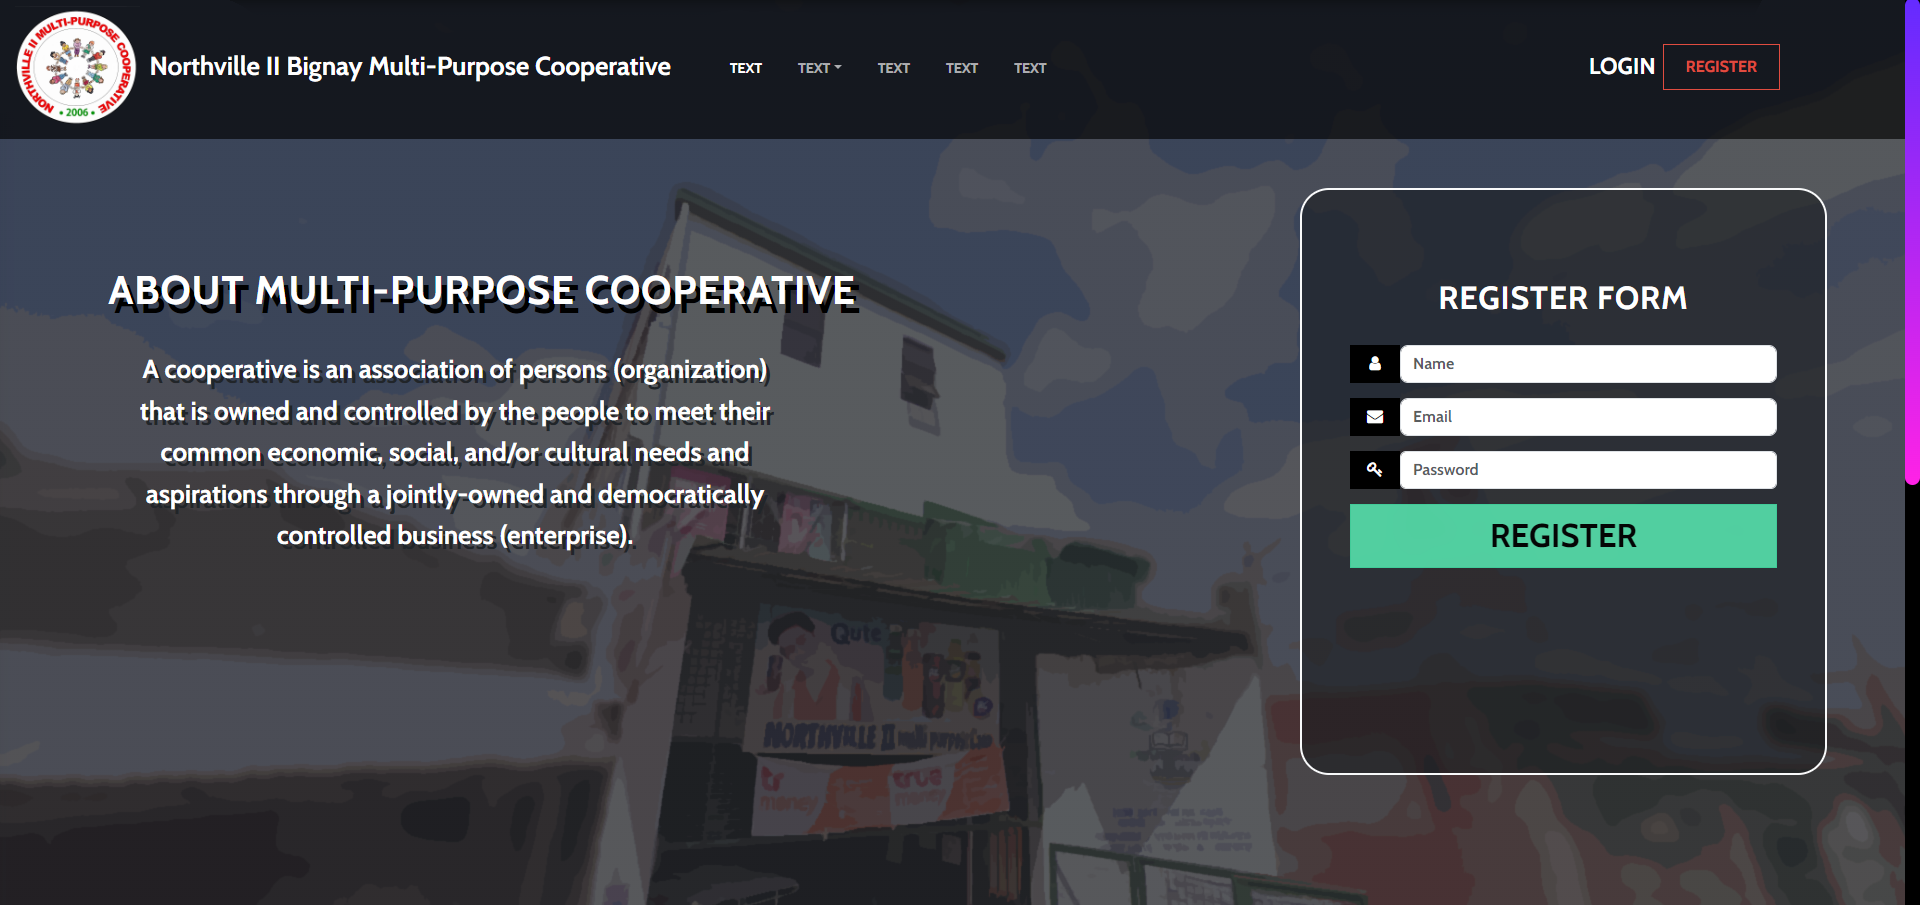 NORTHVILLE II MULTI-PURPOSE COOPERATIVE
• 2006 •
Northville II Bignay Multi-Purpose Cooperative
TEXT
TEXT
TEXT
TEXT
TEXT
LOGIN
REGISTER
ABOUT MULTI-PURPOSE COOPERATIVE
A cooperative is an association of persons (organization)
that is owned and controlled by the people to meet their
common economic, social, and/or cultural needs and
aspirations through a jointly-owned and democratically
controlled business (enterprise).
REGISTER FORM
Name
Email
Password
REGISTER
Qute
NORTHVILLE II multi purpose
true
money
money